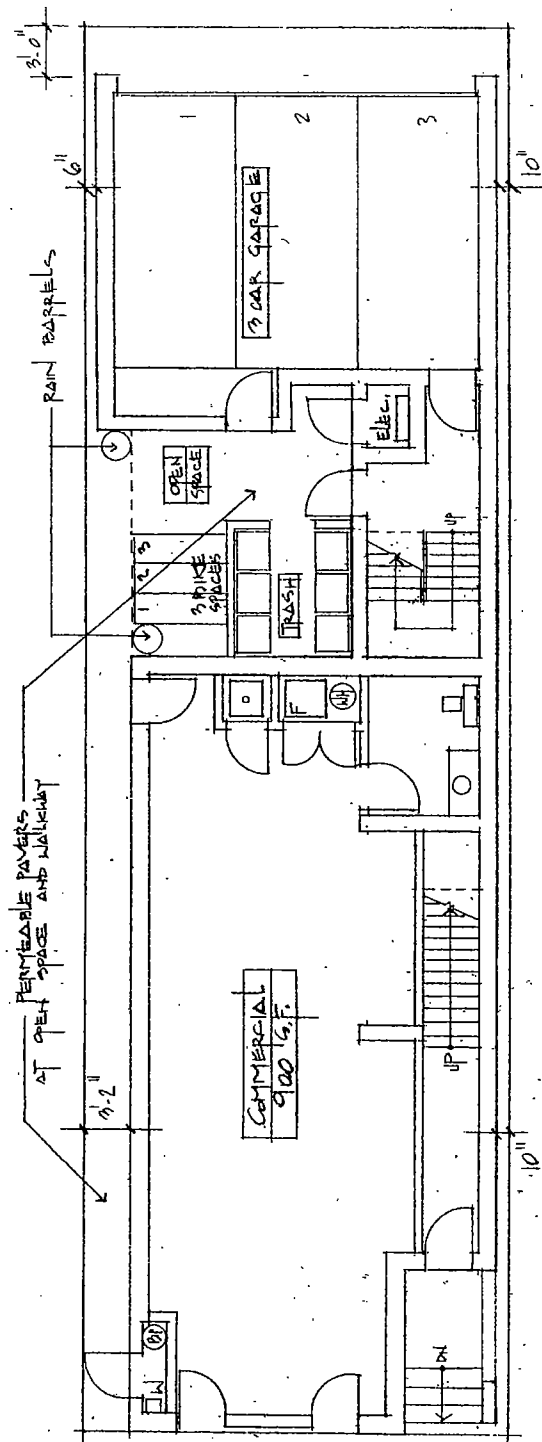 PERMEABLE PAVERS
AT OPEN SPACE AND WALKWAY
RAIN BARRELS
3'-2"
6"
3'-0"
W
BP
COMMERCIAL
900 S.F.
D
F
WH
1 2 3
3 BIKE
SPACES
TRASH
OPEN
SPACE
ELEC.
3 CAR GARAGE
1
2
3
DN
UP
UP
10"
10"